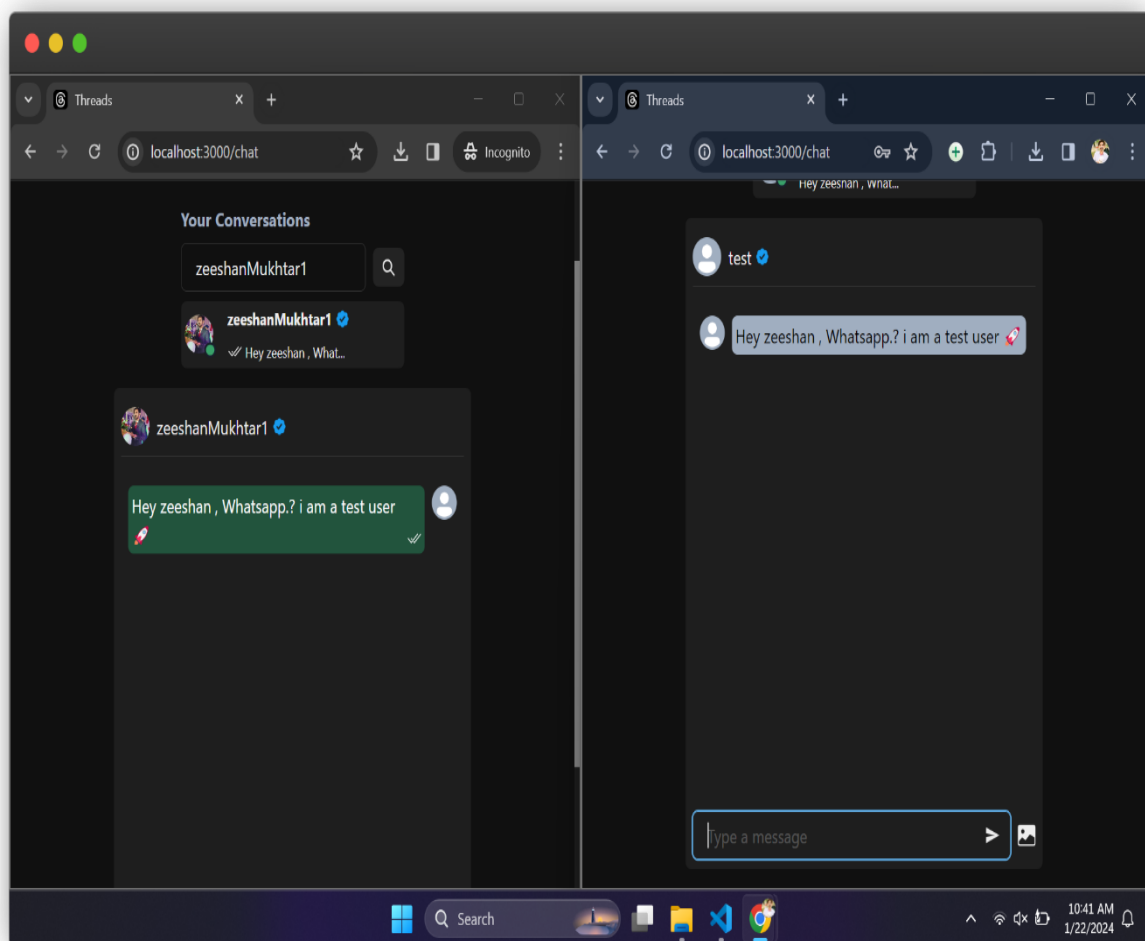 Threads
localhost:3000/chat
Incognito
Your Conversations
zeeshanMukhtar1
zeeshanMukhtar1
Hey zeeshan , What...
zeeshanMukhtar1
Hey zeeshan , Whatsapp.? i am a test user
🚀
Threads
localhost:3000/chat
Hey zeeshan , What...
test
Hey zeeshan , Whatsapp.? i am a test user 🚀
Type a message
Search
10:41 AM
1/22/2024